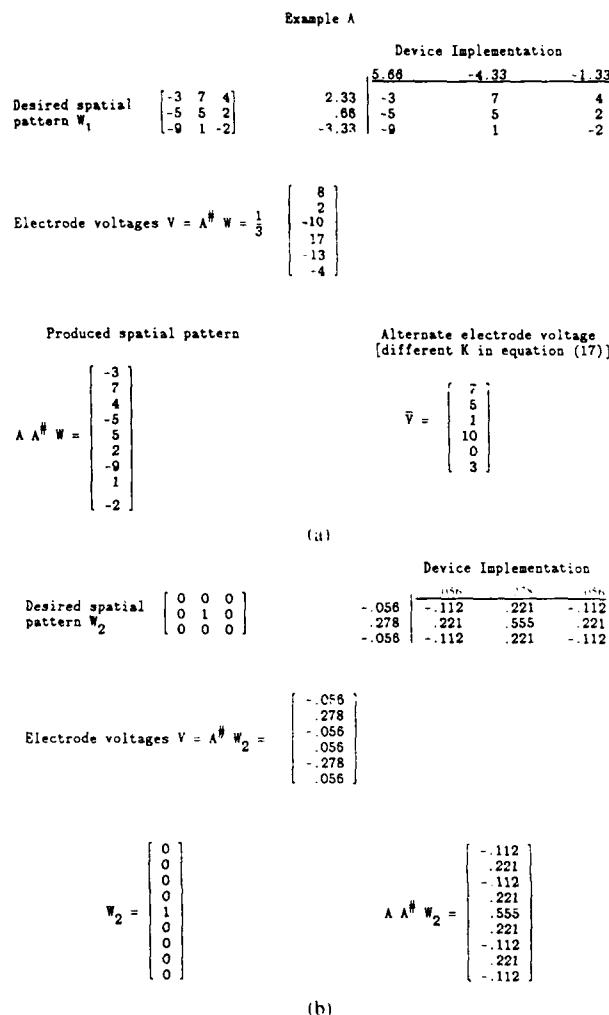 Example A
Device Implementation
5.66 -4.33 -1.33
Desired spatial pattern W1 [-3 7 4] 2.33 -3 7 4
[-5 5 2] .66 -5 5 2
[-9 1 -2] -3.33 -9 1 -2
Electrode voltages V = A# W = 1/3
8
2
-10
17
-13
-4
Produced spatial pattern
A A# W =
-3
7
4
-5
5
2
-9
1
-2
Alternate electrode voltage
[different K in equation (17)]
V̄ =
7
5
1
10
0
3
(a)
Device Implementation
.056
Desired spatial pattern W2
0 0 0 -.056 -.112 .221 -.112
0 1 0 .278 .221 .555 .221
0 0 0 -.056 -.112 .221 -.112
Electrode voltages V = A# W2 =
-.056
.278
-.056
.056
-.278
.056
W2 =
0
0
0
0
1
0
0
0
0
A A# W2 =
-.112
.221
-.112
.221
.555
.221
-.112
.221
-.112
(b)